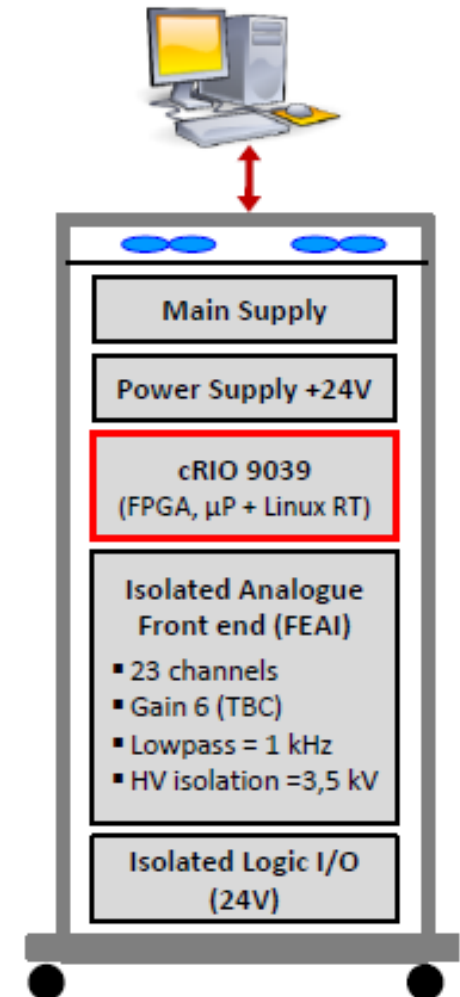 Main Supply
Power Supply +24V
cRIO 9039
(FPGA, µP + Linux RT)
Isolated Analogue
Front end (FEAI)
▪ 23 channels
▪ Gain 6 (TBC)
▪ Lowpass = 1 kHz
▪ HV isolation =3,5 kV
Isolated Logic I/O
(24V)